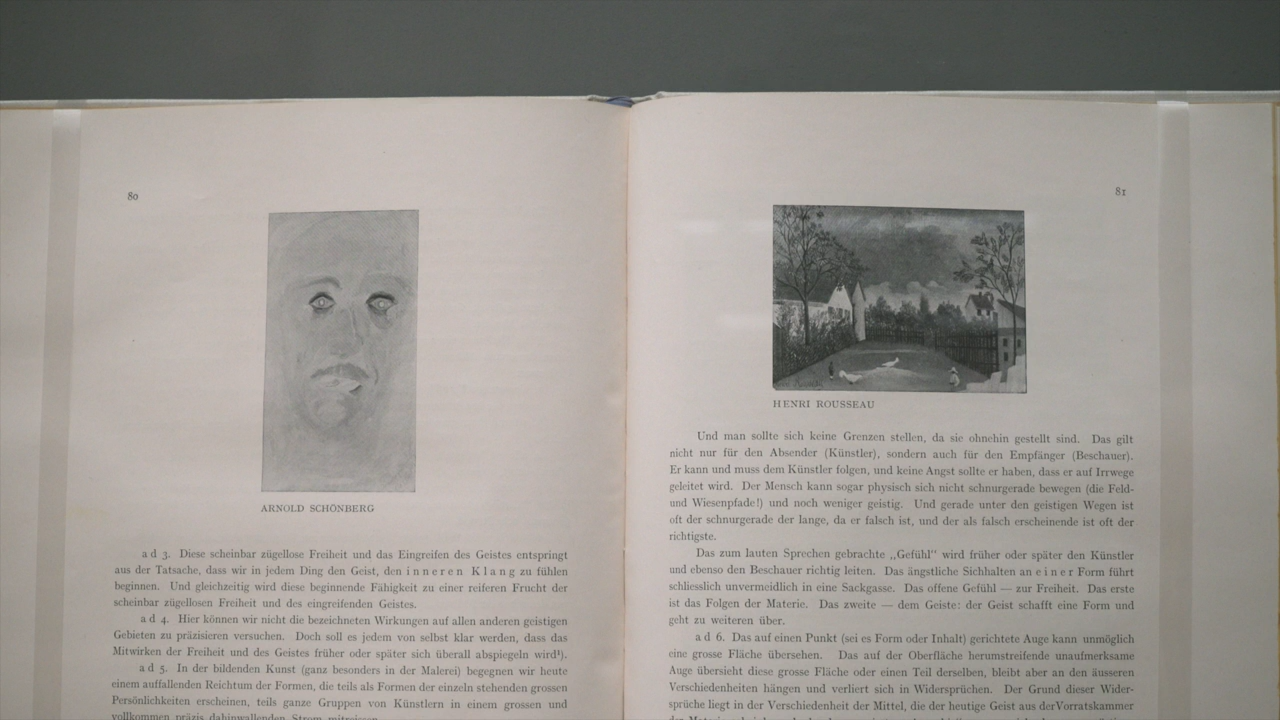 80
ARNOLD SCHÖNBERG
ad 3. Diese scheinbar zügellose Freiheit und das Eingreifen des Geistes entspringt
aus der Tatsache, dass wir in jedem Ding den Geist, den inneren Klang zu fühlen
beginnen. Und gleichzeitig wird diese beginnende Fähigkeit zu einer reiferen Frucht der
scheinbar zügellosen Freiheit und des eingreifenden Geistes.
ad 4. Hier können wir nicht die bezeichneten Wirkungen auf allen anderen geistigen
Gebieten zu präzisieren versuchen. Doch soll es jedem von selbst klar werden, dass das
Mitwirken der Freiheit und des Geistes früher oder später sich überall abspiegeln wird¹).
ad 5. In der bildenden Kunst (ganz besonders in der Malerei) begegnen wir heute
einem auffallenden Reichtum der Formen, die teils als Formen der einzeln stehenden grossen
Persönlichkeiten erscheinen, teils ganze Gruppen von Künstlern in einem grossen und
vollkommen präzis dahinwallenden Strom mitreissen.
81
HENRI ROUSSEAU
Und man sollte sich keine Grenzen stellen, da sie ohnehin gestellt sind. Das gilt
nicht nur für den Absender (Künstler), sondern auch für den Empfänger (Beschauer).
Er kann und muss dem Künstler folgen, und keine Angst sollte er haben, dass er auf Irrwege
geleitet wird. Der Mensch kann sogar physisch sich nicht schnurgerade bewegen (die Feld-
und Wiesenpfade!) und noch weniger geistig. Und gerade unter den geistigen Wegen ist
oft der schnurgerade der lange, da er falsch ist, und der als falsch erscheinende ist oft der
richtigste.
Das zum lauten Sprechen gebrachte „Gefühl" wird früher oder später den Künstler
und ebenso den Beschauer richtig leiten. Das ängstliche Sichhalten an einer Form führt
schliesslich unvermeidlich in eine Sackgasse. Das offene Gefühl — zur Freiheit. Das erste
ist das Folgen der Materie. Das zweite — dem Geiste: der Geist schafft eine Form und
geht zu weiteren über.
ad 6. Das auf einen Punkt (sei es Form oder Inhalt) gerichtete Auge kann unmöglich
eine grosse Fläche übersehen. Das auf der Oberfläche herumstreifende unaufmerksame
Auge übersieht diese grosse Fläche oder einen Teil derselben, bleibt aber an den äusseren
Verschiedenheiten hängen und verliert sich in Widersprüchen. Der Grund dieser Wider-
sprüche liegt in der Verschiedenheit der Mittel, die der heutige Geist aus der Vorratskammer